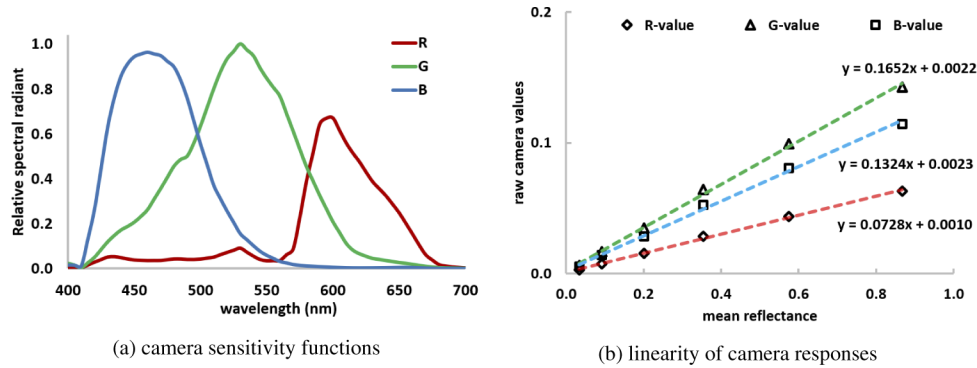 Relative spectral radiant
1.0
0.8
0.6
0.4
0.2
0.0
R
G
B
400 450 500 550 600 650 700
wavelength (nm)
(a) camera sensitivity functions
raw camera values
0.2
0.1
0.0
R-value G-value B-value
y = 0.1652x + 0.0022
y = 0.1324x + 0.0023
y = 0.0728x + 0.0010
0.0 0.2 0.4 0.6 0.8 1.0
mean reflectance
(b) linearity of camera responses